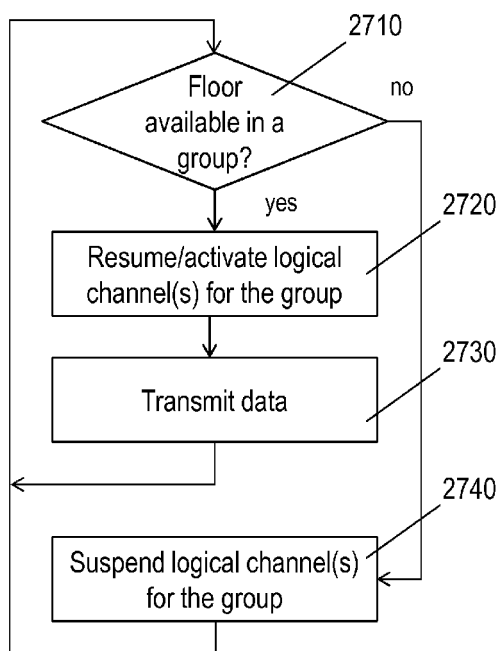 2710
Floor
available in a
group?
no
yes
2720
Resume/activate logical
channel(s) for the group
2730
Transmit data
2740
Suspend logical channel(s)
for the group